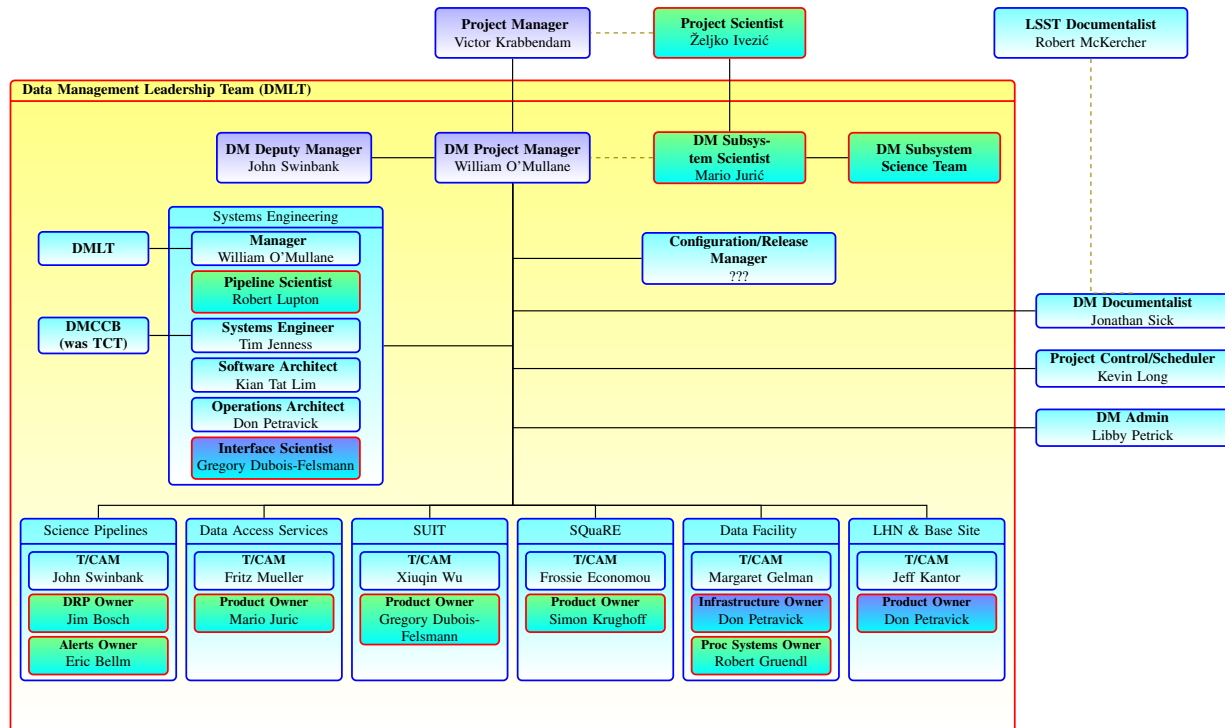 Project Manager
Victor Krabbendam
Project Scientist
Željko Ivezić
LSST Documentalist
Robert McKercher
Data Management Leadership Team (DMLT)
DM Deputy Manager
John Swinbank
DM Project Manager
William O'Mullane
DM Subsys-
tem Scientist
Mario Jurić
DM Subsystem
Science Team
Systems Engineering
DMLT
Manager
William O'Mullane
Pipeline Scientist
Robert Lupton
DMCCB
(was TCT)
Systems Engineer
Tim Jenness
Software Architect
Kian Tat Lim
Operations Architect
Don Petravick
Interface Scientist
Gregory Dubois-Felsmann
Configuration/Release
Manager
???
DM Documentalist
Jonathan Sick
Project Control/Scheduler
Kevin Long
DM Admin
Libby Petrick
Science Pipelines
T/CAM
John Swinbank
DRP Owner
Jim Bosch
Alerts Owner
Eric Bellm
Data Access Services
T/CAM
Fritz Mueller
Product Owner
Mario Juric
SUIT
T/CAM
Xiuqin Wu
Product Owner
Gregory Dubois-
Felsmann
SQuaRE
T/CAM
Frossie Economou
Product Owner
Simon Krughoff
Data Facility
T/CAM
Margaret Gelman
Infrastructure Owner
Don Petravick
Proc Systems Owner
Robert Gruendl
LHN & Base Site
T/CAM
Jeff Kantor
Product Owner
Don Petravick